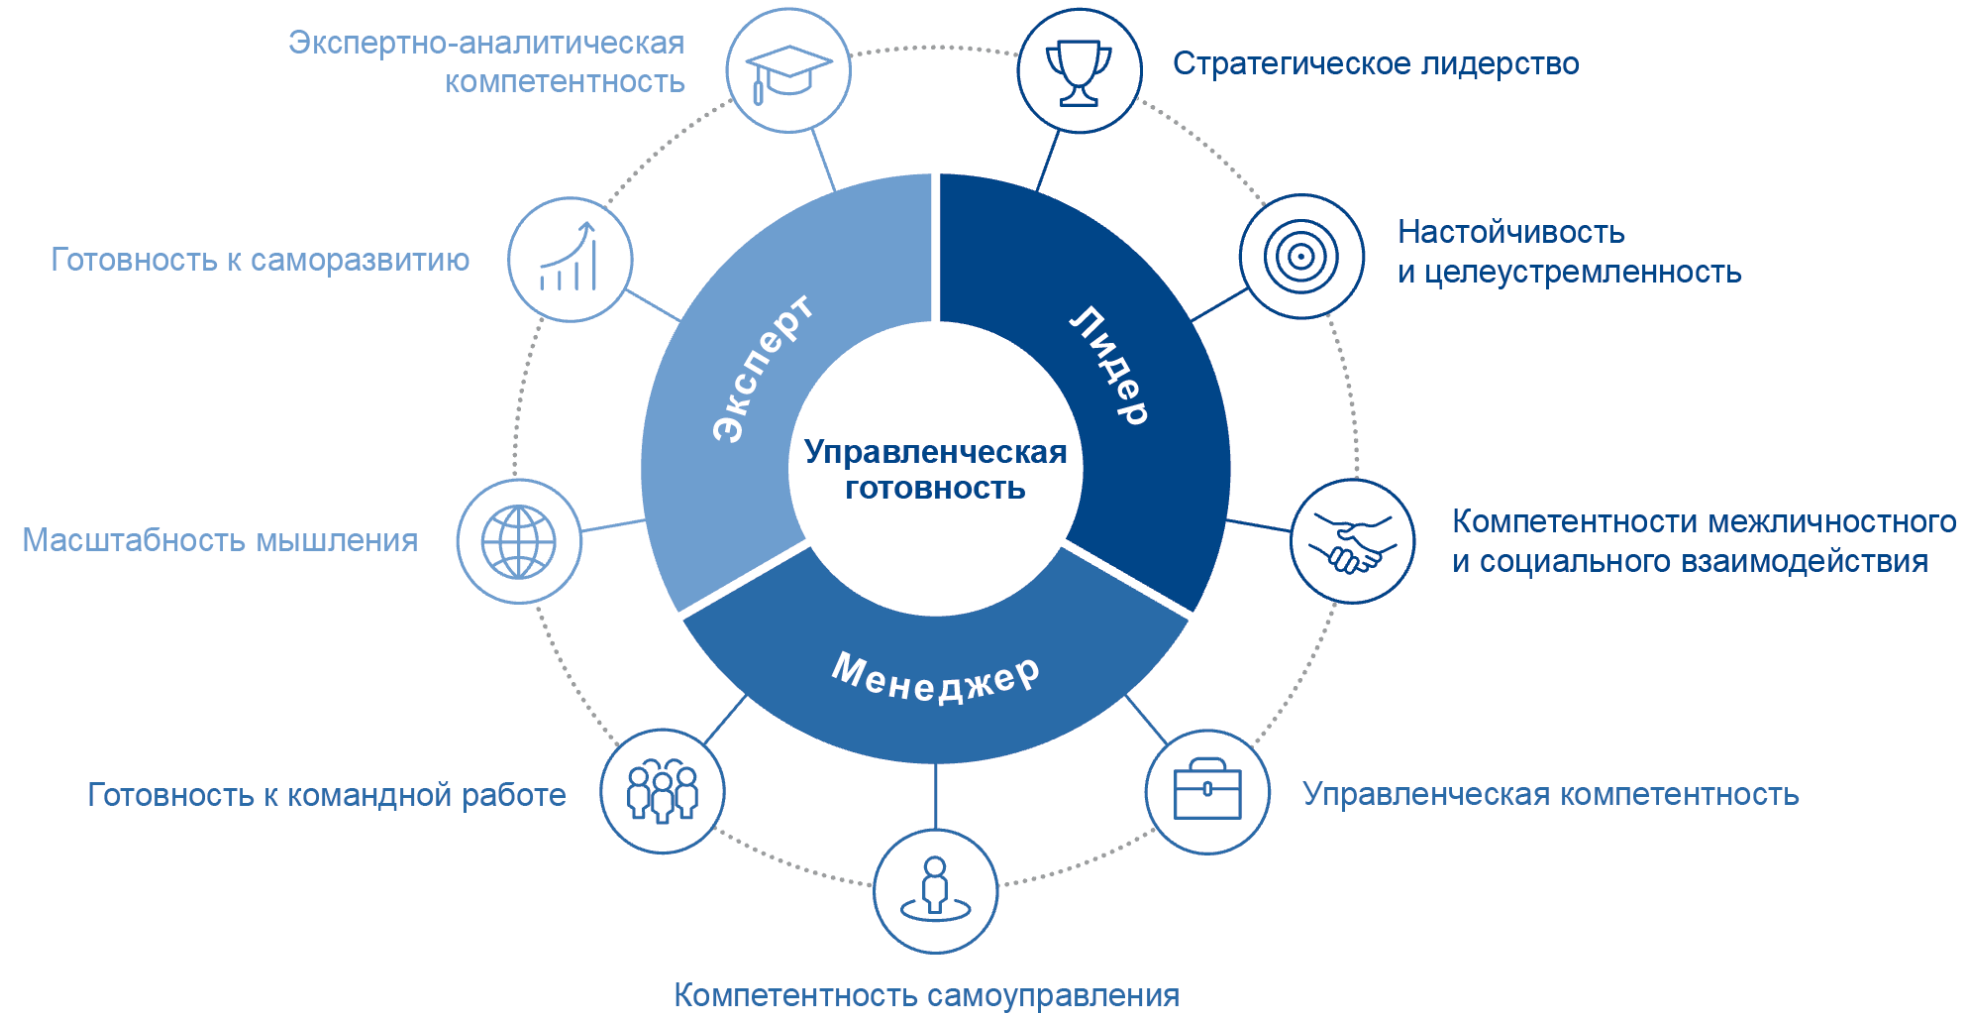 Экспертно-аналитическая
компетентность
Стратегическое лидерство
Готовность к саморазвитию
Настойчивость
и целеустремленность
Эксперт
Лидер
Управленческая
готовность
Масштабность мышления
Компетентности межличностного
и социального взаимодействия
Менеджер
Готовность к командной работе
Управленческая компетентность
Компетентность самоуправления